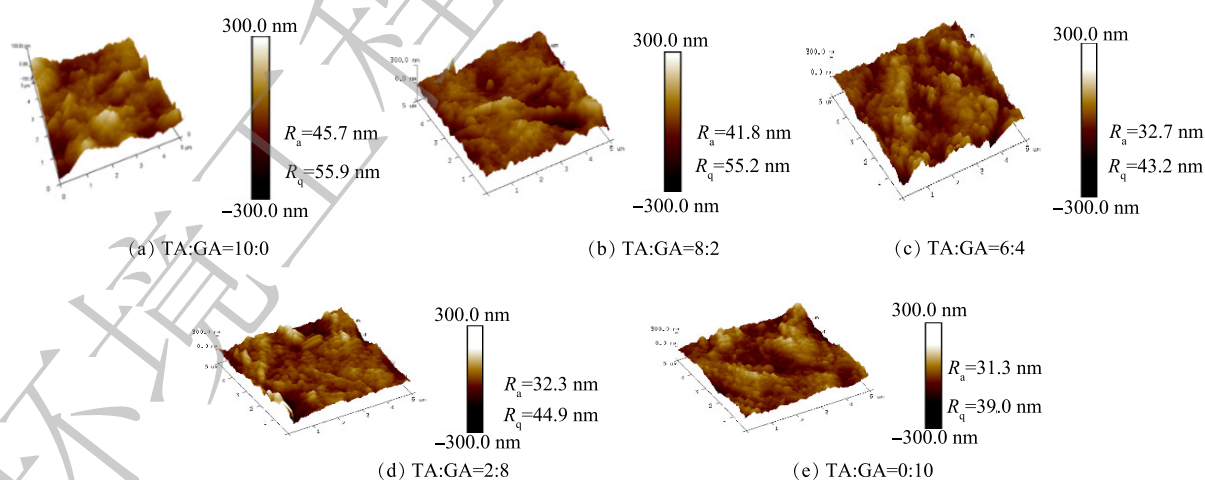 300.0 nm
Ra=45.7 nm
Rq=55.9 nm
−300.0 nm
(a) TA:GA=10:0
300.0 nm
Ra=41.8 nm
Rq=55.2 nm
−300.0 nm
(b) TA:GA=8:2
300.0 nm
Ra=32.7 nm
Rq=43.2 nm
−300.0 nm
(c) TA:GA=6:4
300.0 nm
Ra=32.3 nm
Rq=44.9 nm
−300.0 nm
(d) TA:GA=2:8
300.0 nm
Ra=31.3 nm
Rq=39.0 nm
−300.0 nm
(e) TA:GA=0:10
环境工程